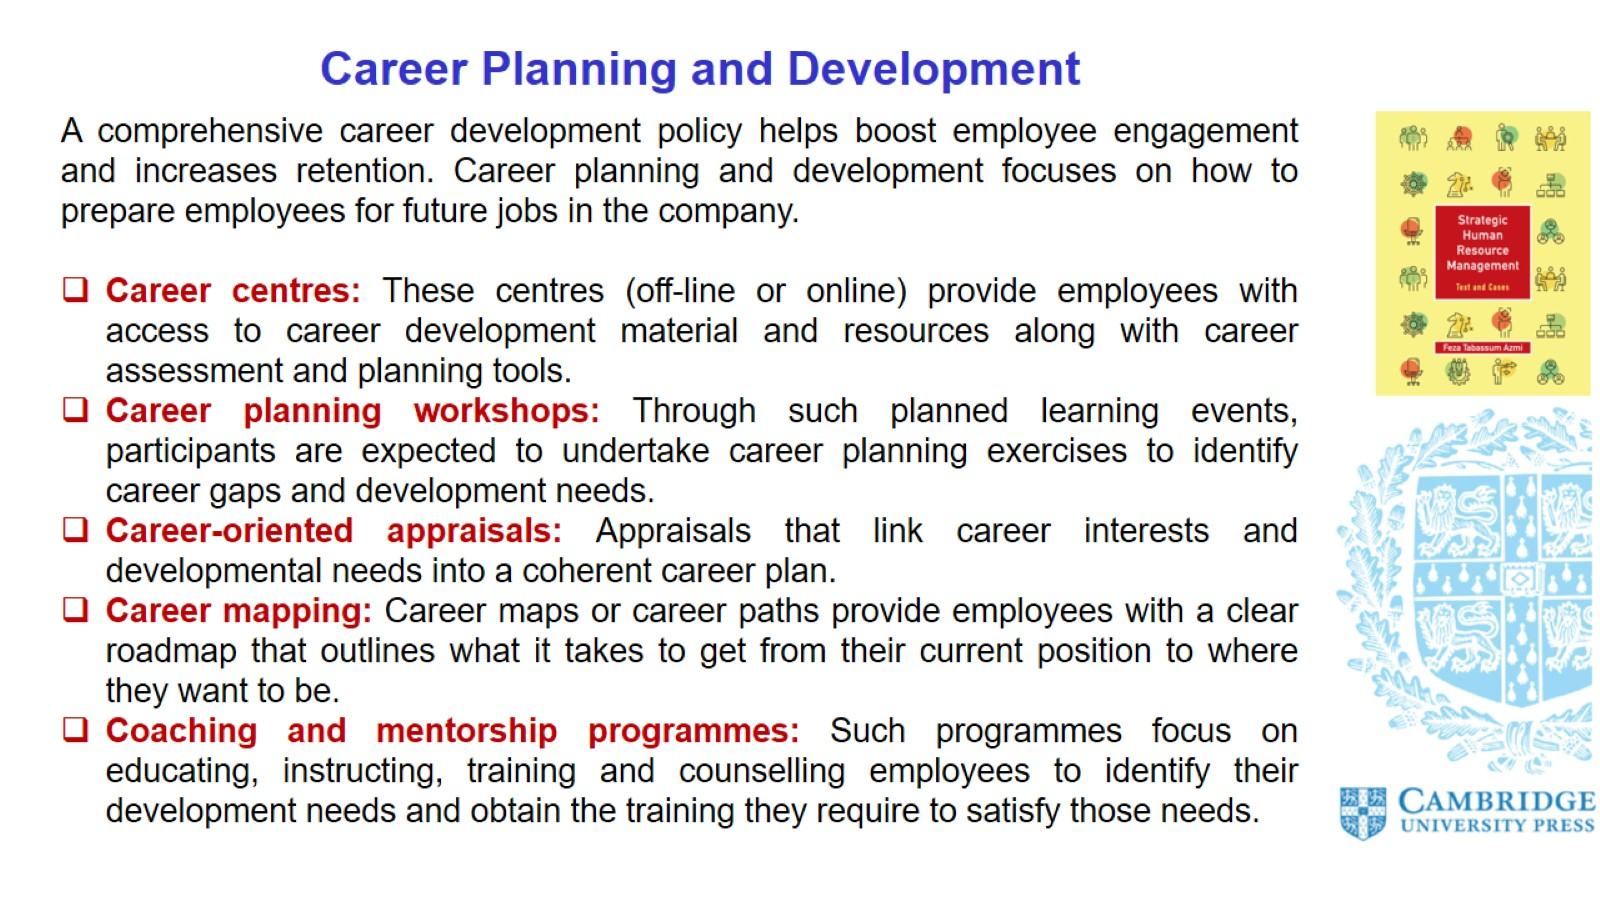 Career Planning and Development
A comprehensive career development policy helps boost employee engagement
and increases retention. Career planning and development focuses on how to
prepare employees for future jobs in the company.
Career centres: These centres (off-line or online) provide employees with
access to career development material and resources along with career
assessment and planning tools.
Career planning workshops: Through such planned learning events,
participants are expected to undertake career planning exercises to identify
career gaps and development needs.
Career-oriented appraisals: Appraisals that link career interests and
developmental needs into a coherent career plan.
Career mapping: Career maps or career paths provide employees with a clear
roadmap that outlines what it takes to get from their current position to where
they want to be.
Coaching and mentorship programmes: Such programmes focus on
educating, instructing, training and counselling employees to identify their
development needs and obtain the training they require to satisfy those needs.
Strategic
Human
Resource
Management
Text and Cases
Feza Tabassum Azmi
CAMBRIDGE
UNIVERSITY PRESS